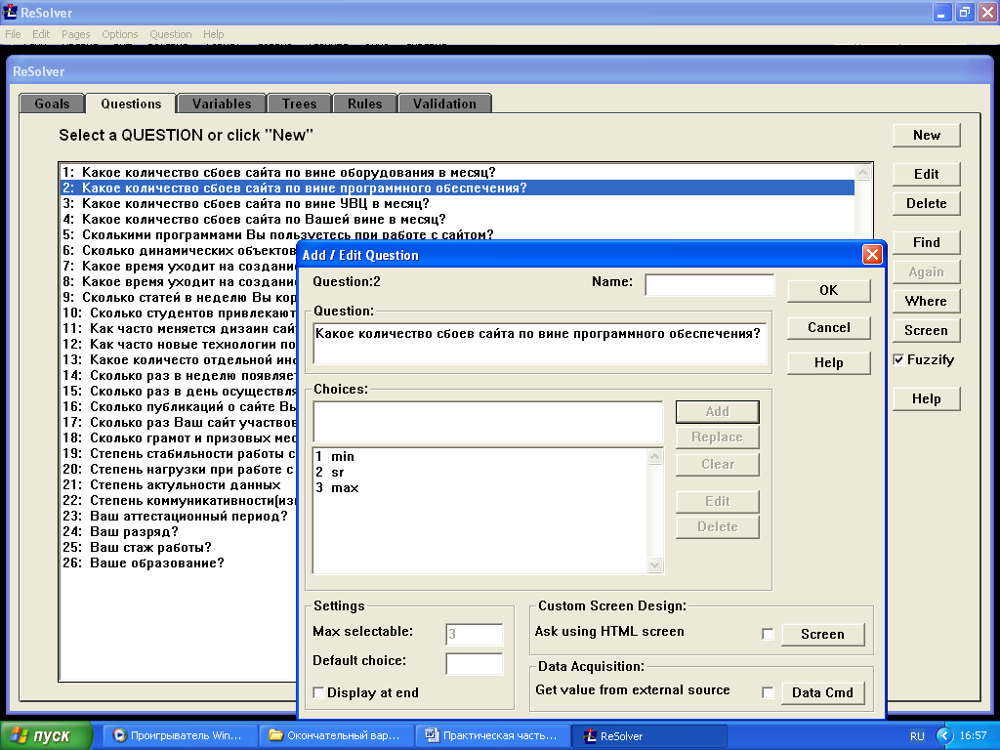 ReSolver
File Edit Pages Options Question Help
ReSolver
Goals Questions Variables Trees Rules Validation
Select a QUESTION or click "New"
New
Edit
Delete
Find
Again
Where
Screen
Fuzzify
Help
1: Какое количество сбоев сайта по вине оборудования в месяц?
2: Какое количество сбоев сайта по вине программного обеспечения?
3: Какое количество сбоев сайта по вине УВЦ в месяц?
4: Какое количество сбоев сайта по Вашей вине в месяц?
5: Сколькими программами Вы пользуетесь при работе с сайтом?
6: Сколько динамических объектов
7: Какое время уходит на создание
8: Какое время уходит на создание
9: Сколько статей в неделю Вы кор
10: Сколько студентов привлекают
11: Как часто меняется дизаин сай
12: Как часто новые технологии по
13: Какое количесто отдельной ин
14: Сколько раз в неделю появляет
15: Сколько раз в день осуществля
16: Сколько публикаций о сайте Вы
17: Сколько раз Ваш сайт участвов
18: Сколько грамот и призовых мес
19: Степень стабильности работы с
20: Степень нагрузки при работе с
21: Степень актульности данных
22: Степень коммуникативности(из
23: Ваш аттестационный период?
24: Ваш разряд?
25: Ваш стаж работы?
26: Ваше образование?
Add / Edit Question
Question:2 Name:
OK
Cancel
Help
Question:
Какое количество сбоев сайта по вине программного обеспечения?
Choices:
Add
Replace
Clear
Edit
Delete
1 min
2 sr
3 max
Settings
Max selectable: 3
Default choice:
Display at end
Custom Screen Design:
Ask using HTML screen Screen
Data Acquisition:
Get value from external source Data Cmd
пуск Проигрыватель Win... Окончательный вар... Практическая часть... ReSolver RU 16:57